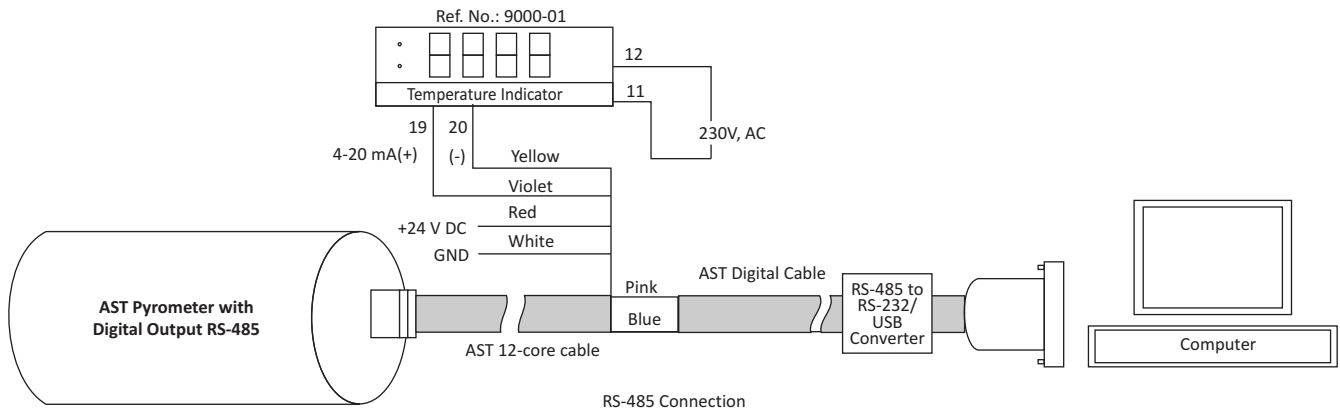 Ref. No.: 9000-01
Temperature Indicator
12
11
230V, AC
19
20
4-20 mA(+)
(-)
Yellow
Violet
Red
+24 V DC
White
GND
AST Pyrometer with
Digital Output RS-485
AST 12-core cable
Pink
Blue
AST Digital Cable
RS-485 to
RS-232/
USB
Converter
Computer
RS-485 Connection